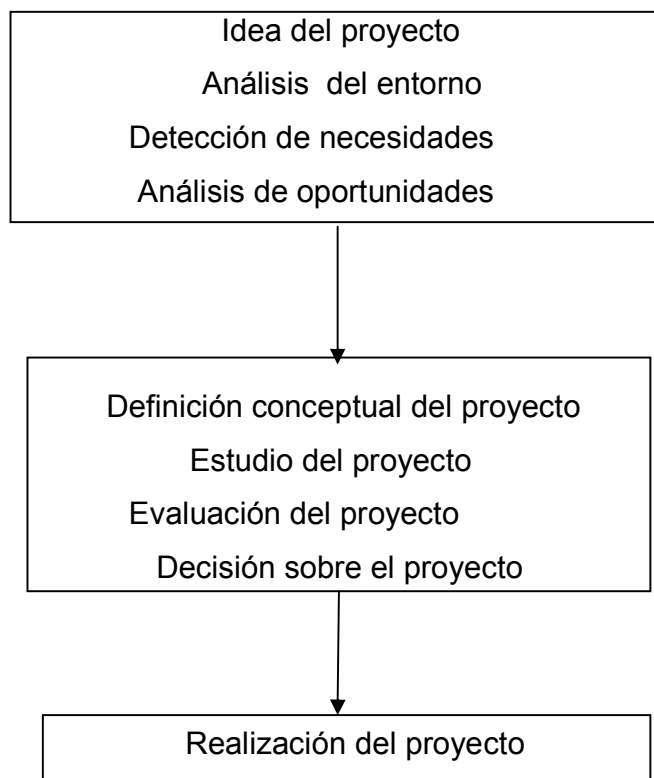 Idea del proyecto
Análisis del entorno
Detección de necesidades
Análisis de oportunidades
Definición conceptual del proyecto
Estudio del proyecto
Evaluación del proyecto
Decisión sobre el proyecto
Realización del proyecto